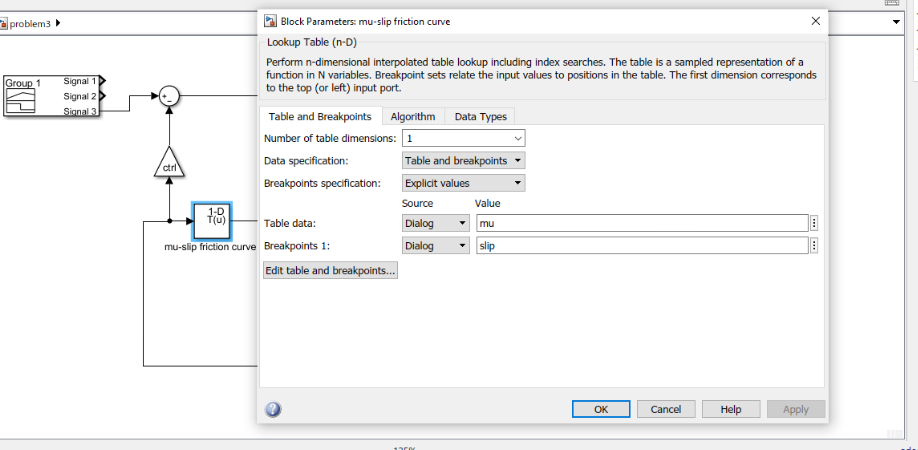 problem3
Block Parameters: mu-slip friction curve
Lookup Table (n-D)
Perform n-dimensional interpolated table lookup including index searches. The table is a sampled representation of a
function in N variables. Breakpoint sets relate the input values to positions in the table. The first dimension corresponds
to the top (or left) input port.
Table and Breakpoints Algorithm Data Types
Number of table dimensions: 1
Data specification: Table and breakpoints
Breakpoints specification: Explicit values
Source Value
Table data: Dialog mu
Breakpoints 1: Dialog slip
Edit table and breakpoints...
OK Cancel Help Apply
Group 1
Signal 1
Signal 2
Signal 3
+
-
ctrl
1-D
T(u)
mu-slip friction curve